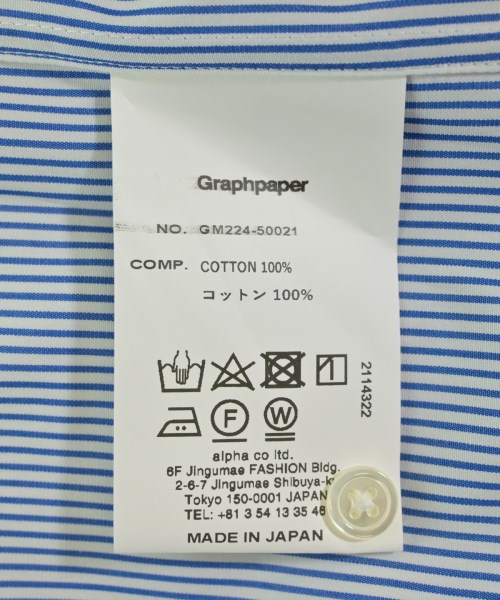 Graphpaper
NO. GM224-50021
COMP. COTTON 100%
コットン 100%
2114322
F
W
alpha co ltd.
6F Jingumae FASHION Bldg.
2-6-7 Jingumae Shibuya-k
Tokyo 150-0001 JAPAN
TEL: +81 3 54 13 35 46
MADE IN JAPAN